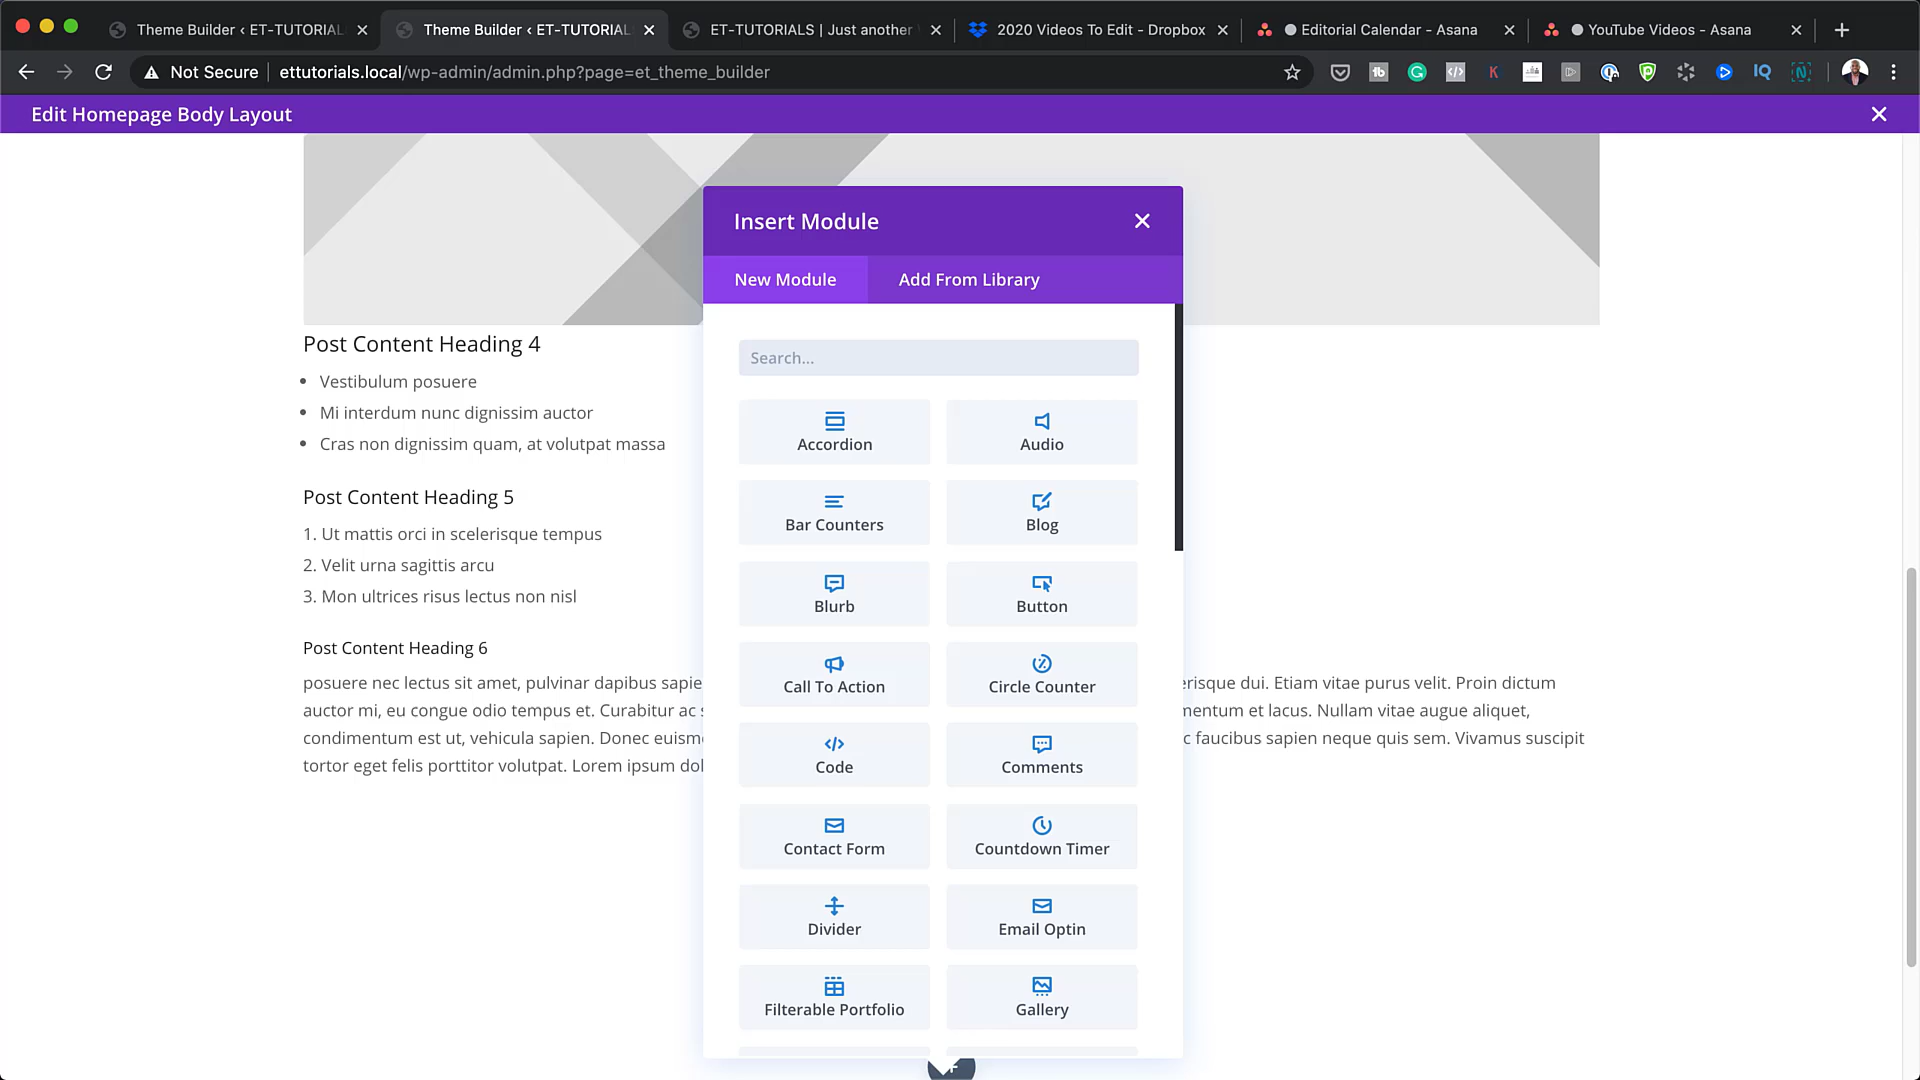 Theme Builder ‹ ET-TUTORIAL
Theme Builder ‹ ET-TUTORIAL
ET-TUTORIALS | Just another
2020 Videos To Edit - Dropbox
Editorial Calendar - Asana
YouTube Videos - Asana
Not Secure
ettutorials.local/wp-admin/admin.php?page=et_theme_builder
Edit Homepage Body Layout
Insert Module
New Module
Add From Library
Search...
Accordion
Audio
Bar Counters
Blog
Blurb
Button
Call To Action
Circle Counter
Code
Comments
Contact Form
Countdown Timer
Divider
Email Optin
Filterable Portfolio
Gallery
Post Content Heading 4
Vestibulum posuere
Mi interdum nunc dignissim auctor
Cras non dignissim quam, at volutpat massa
Post Content Heading 5
1. Ut mattis orci in scelerisque tempus
2. Velit urna sagittis arcu
3. Mon ultrices risus lectus non nisl
Post Content Heading 6
posuere nec lectus sit amet, pulvinar dapibus sapie erisque dui. Etiam vitae purus velit. Proin dictum
auctor mi, eu congue odio tempus et. Curabitur ac mentum et lacus. Nullam vitae augue aliquet,
condimentum est ut, vehicula sapien. Donec euism c faucibus sapien neque quis sem. Vivamus suscipit
tortor eget felis porttitor volutpat. Lorem ipsum dol